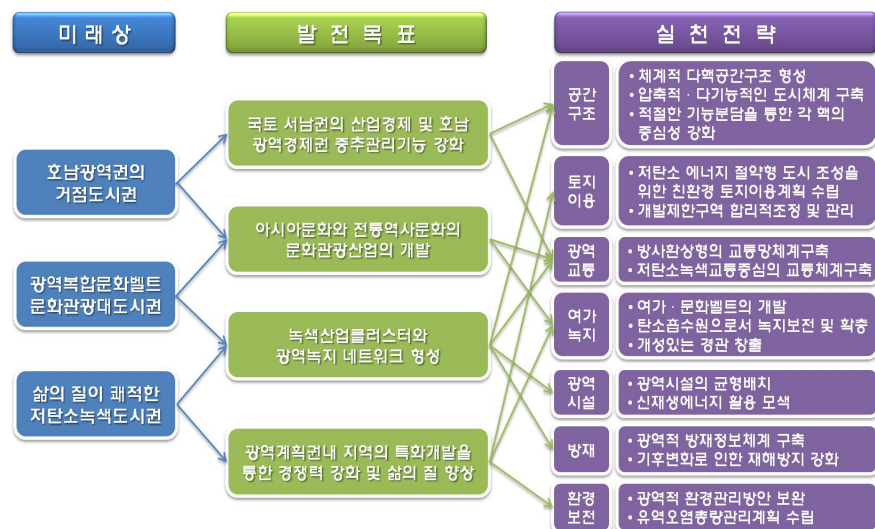 미래상
발전목표
실천전략
호남광역권의
거점도시권
광역복합문화벨트
문화관광대도시권
삶의 질이 쾌적한
저탄소녹색도시권
국토 서남권의 산업경제 및 호남
광역경제권 중추관리기능 강화
아시아문화와 전통역사문화의
문화관광산업의 개발
녹색산업클러스터와
광역녹지 네트워크 형성
광역계획권내 지역의 특화개발을
통한 경쟁력 강화 및 삶의 질 향상
공간
구조
• 체계적 다핵공간구조 형성
• 압축적 · 다기능적인 도시체계 구축
• 적절한 기능분담을 통한 각 핵의
중심성 강화
토지
이용
• 저탄소 에너지 절약형 도시 조성을
위한 친환경 토지이용계획 수립
• 개발제한구역 합리적조정 및 관리
광역
교통
• 방사환상형의 교통망체계구축
• 저탄소녹색교통중심의 교통체계구축
여가
녹지
• 여가 · 문화벨트의 개발
• 탄소흡수원으로서 녹지보전 및 확충
• 개성있는 경관 창출
광역
시설
• 광역시설의 균형배치
• 신재생에너지 활용 모색
방재
• 광역적 방재정보체계 구축
• 기후변화로 인한 재해방지 강화
환경
보전
• 광역적 환경관리방안 보완
• 유역오염총량관리계획 수립